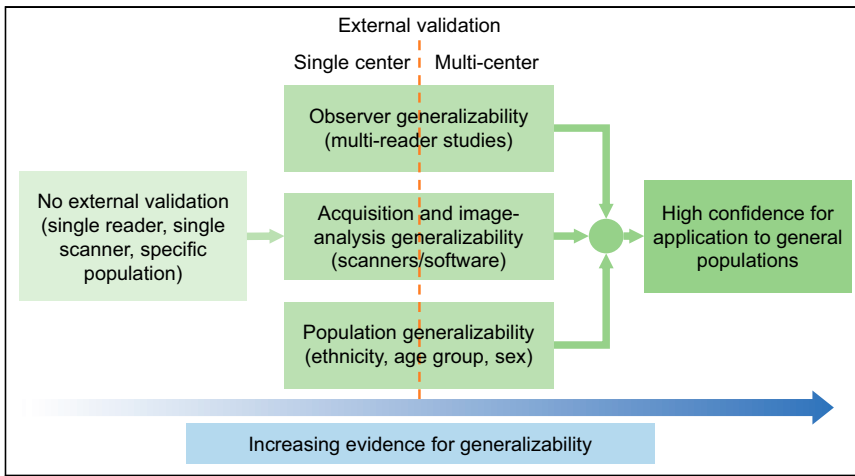 External validation
Single center
Multi-center
Observer generalizability
(multi-reader studies)
No external validation
(single reader, single
scanner, specific
population)
Acquisition and image-
analysis generalizability
(scanners/software)
High confidence for
application to general
populations
Population generalizability
(ethnicity, age group, sex)
Increasing evidence for generalizability